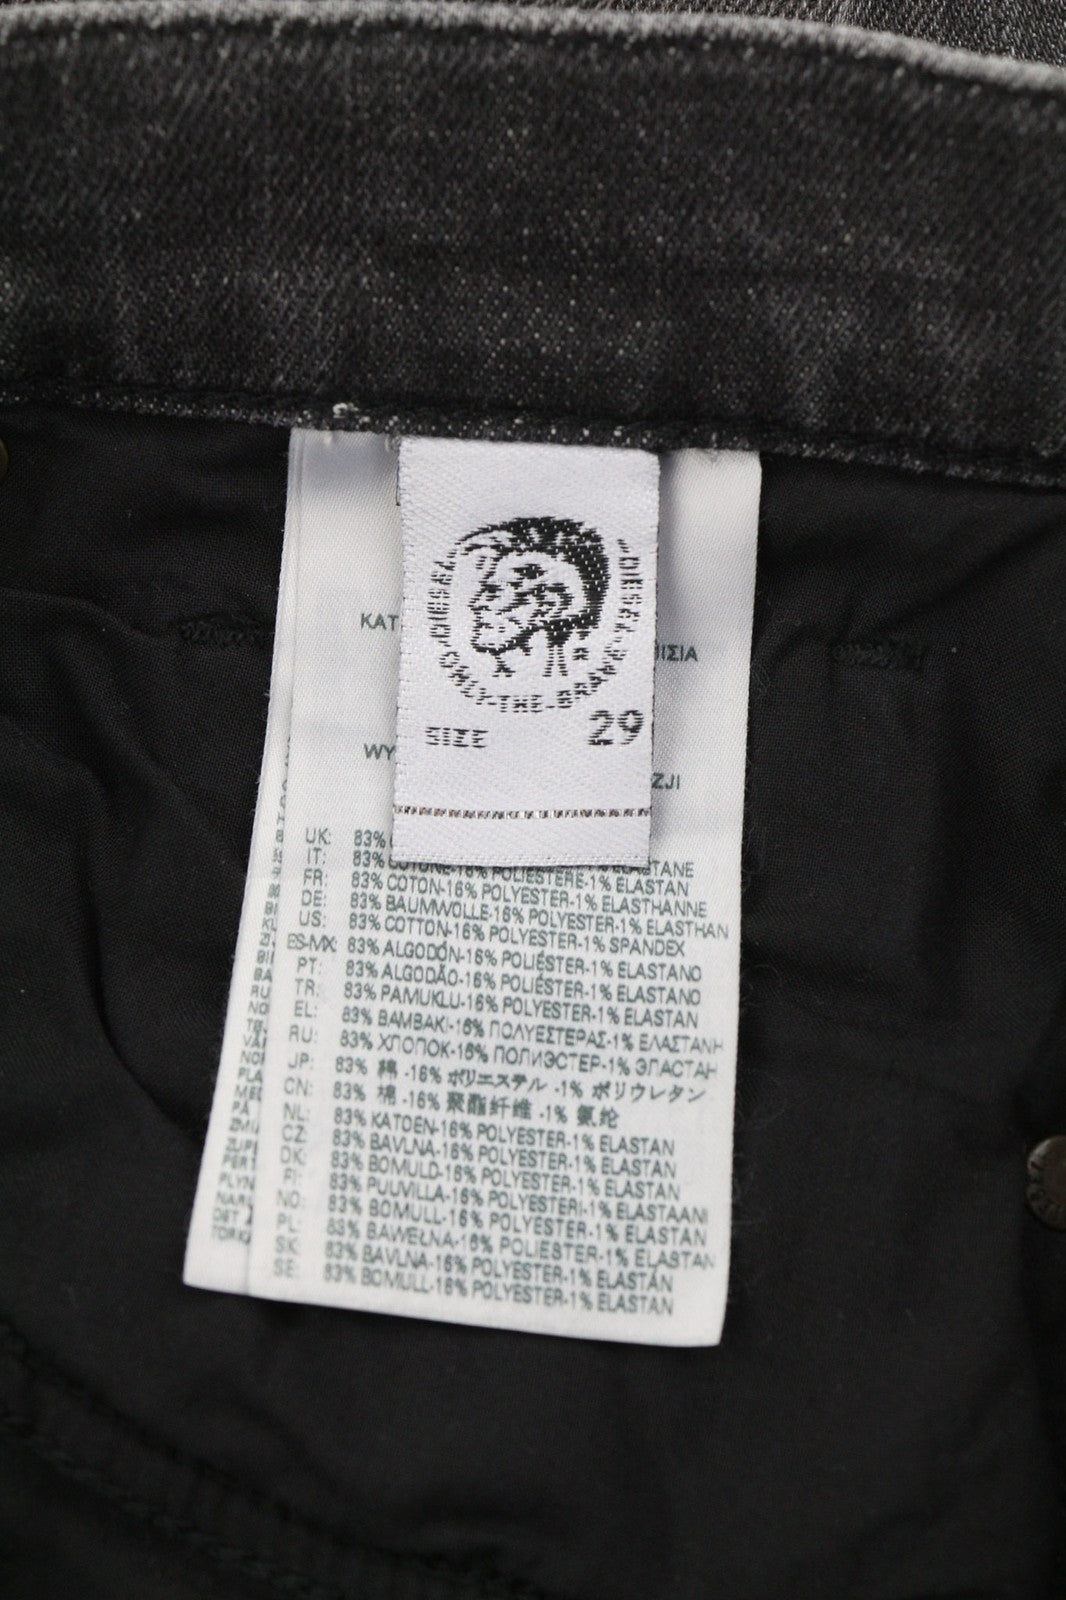 DIESEL
ONLY-THE-BRAVE
DIESEL
SIZE 29
ΚΑΤ
ΙΣΙΑ
WY
ZJI
UK: 83%
ELASTANE
IT: 83% COTONE-16% POLIESTERE-1% ELASTAN
FR: 83% COTON-16% POLYESTER-1% ELASTHANNE
DE: 83% BAUMWOLLE-16% POLYESTER-1% ELASTHAN
US: 83% COTTON-16% POLYESTER-1% SPANDEX
ES-MX: 83% ALGODÓN-16% POLIÉSTER-1% ELASTANO
PT: 83% ALGODÃO-16% POLIÉSTER-1% ELASTANO
TR: 83% PAMUKLU-16% POLYESTER-1% ELASTAN
EL: 83% ΒΑΜΒΑΚΙ-16% ΠΟΛΥΕΣΤΕΡΑΣ-1% ΕΛΑΣΤΑΝΗ
RU: 83% ХЛОПОК-16% ПОЛИЭСТЕР-1% ЭЛАСТАН
JP: 83% 綿 -16% ポリエステル -1% ポリウレタン
CN: 83% 棉 -16% 聚酯纤维 -1% 氨纶
NL: 83% KATOEN-16% POLYESTER-1% ELASTAN
CZ: 83% BAVLNA-16% POLYESTER-1% ELASTAN
DK: 83% BOMULD-16% POLYESTER-1% ELASTAN
FI: 83% PUUVILLA-16% POLYESTERI-1% ELASTAANI
NO: 83% BOMULL-16% POLYESTER-1% ELASTAN
PL: 83% BAWEŁNA-16% POLIESTER-1% ELASTAN
SK: 83% BAVLNA-16% POLYESTER-1% ELASTÁN
SE: 83% BOMULL-16% POLYESTER-1% ELASTAN